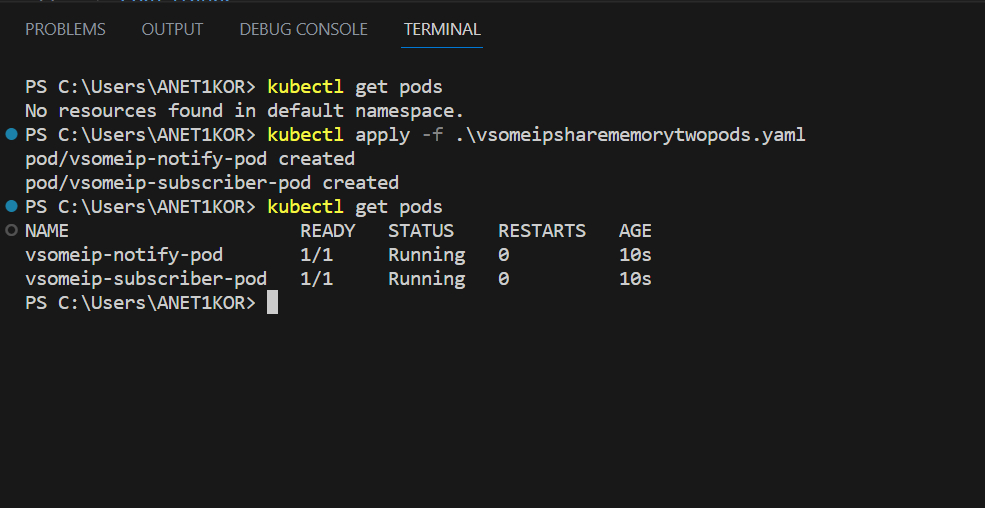 PROBLEMS OUTPUT DEBUG CONSOLE TERMINAL
PS C:\Users\ANET1KOR> kubectl get pods
No resources found in default namespace.
PS C:\Users\ANET1KOR> kubectl apply -f .\vsomeipsharememorytwopods.yaml
pod/vsomeip-notify-pod created
pod/vsomeip-subscriber-pod created
PS C:\Users\ANET1KOR> kubectl get pods
NAME READY STATUS RESTARTS AGE
vsomeip-notify-pod 1/1 Running 0 10s
vsomeip-subscriber-pod 1/1 Running 0 10s
PS C:\Users\ANET1KOR>